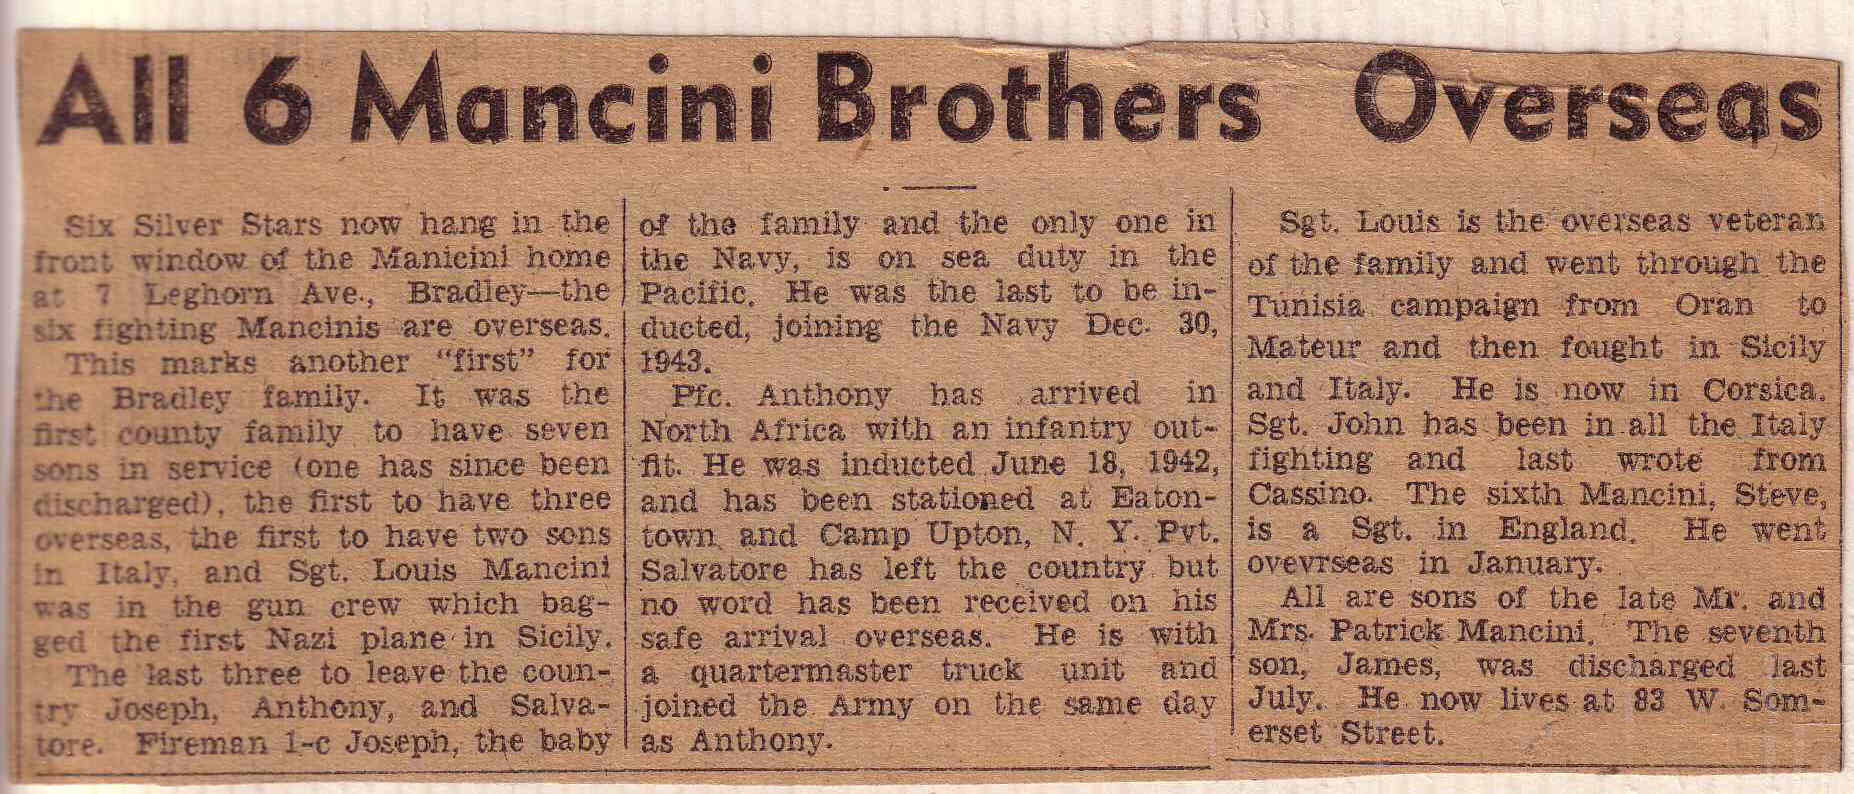 All 6 Mancini Brothers Overseas
Six Silver Stars now hang in the
front window of the Manicini home
at 7 Leghorn Ave., Bradley—the
six fighting Mancinis are overseas.
This marks another "first" for
the Bradley family. It was the
first county family to have seven
sons in service (one has since been
discharged), the first to have three
overseas, the first to have two sons
in Italy, and Sgt. Louis Mancini
was in the gun crew which bag-
ged the first Nazi plane in Sicily.
The last three to leave the coun-
try Joseph, Anthony, and Salva-
tore. Fireman 1-c Joseph, the baby
of the family and the only one in
the Navy, is on sea duty in the
Pacific. He was the last to be in-
ducted, joining the Navy Dec. 30,
1943.
Pfc. Anthony has arrived in
North Africa with an infantry out-
fit. He was inducted June 18, 1942,
and has been stationed at Eaton-
town and Camp Upton, N. Y. Pvt.
Salvatore has left the country but
no word has been received on his
safe arrival overseas. He is with
a quartermaster truck unit and
joined the Army on the same day
as Anthony.
Sgt. Louis is the overseas veteran
of the family and went through the
Tunisia campaign from Oran to
Mateur and then fought in Sicily
and Italy. He is now in Corsica.
Sgt. John has been in all the Italy
fighting and last wrote from
Cassino. The sixth Mancini, Steve,
is a Sgt. in England. He went
ovevrseas in January.
All are sons of the late Mr. and
Mrs. Patrick Mancini. The seventh
son, James, was discharged last
July. He now lives at 83 W. Som-
erset Street.